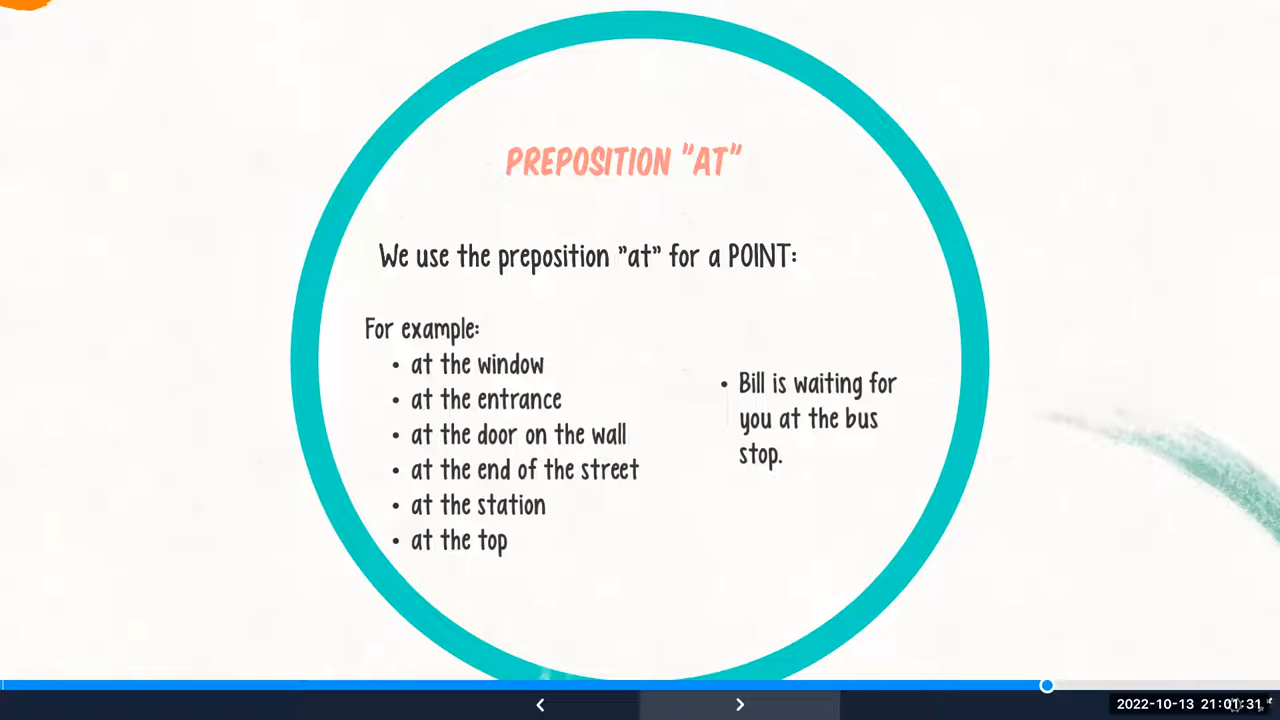 PREPOSITION "AT"
We use the preposition "at" for a POINT:
For example:
• at the window
• at the entrance
• at the door on the wall
• at the end of the street
• at the station
• at the top
• Bill is waiting for
you at the bus
stop.
2022-10-13 21:01:31